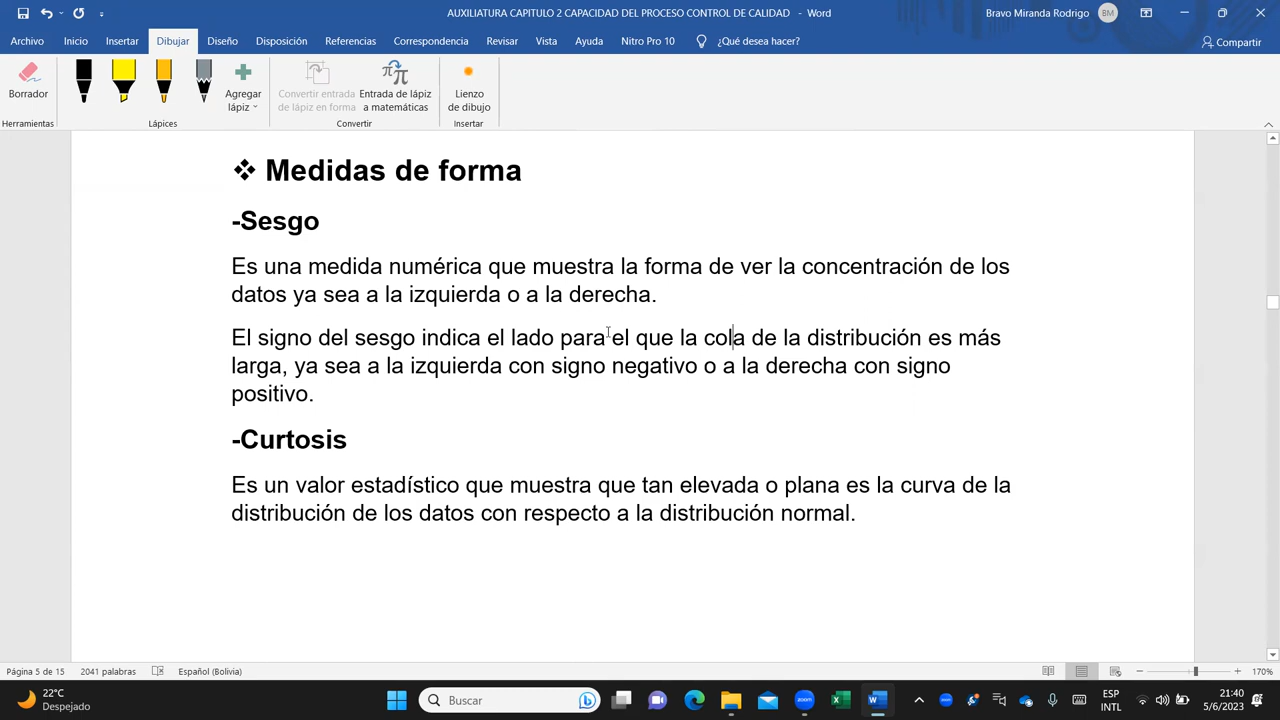 AUXILIATURA CAPITULO 2 CAPACIDAD DEL PROCESO CONTROL DE CALIDAD - Word
Bravo Miranda Rodrigo BM
Archivo Inicio Insertar Dibujar Diseño Disposición Referencias Correspondencia Revisar Vista Ayuda Nitro Pro 10 ¿Qué desea hacer? Compartir
Borrador
Agregar
lápiz
Convertir entrada
de lápiz en forma
Entrada de lápiz
a matemáticas
Lienzo
de dibujo
Herramientas Lápices Convertir Insertar
❖ Medidas de forma
-Sesgo
Es una medida numérica que muestra la forma de ver la concentración de los
datos ya sea a la izquierda o a la derecha.
El signo del sesgo indica el lado para el que la cola de la distribución es más
larga, ya sea a la izquierda con signo negativo o a la derecha con signo
positivo.
-Curtosis
Es un valor estadístico que muestra que tan elevada o plana es la curva de la
distribución de los datos con respecto a la distribución normal.
Página 5 de 15 2041 palabras Español (Bolivia) 170%
22°C
Despejado
Buscar
zoom
zoom
ESP
INTL
21:40
5/6/2023